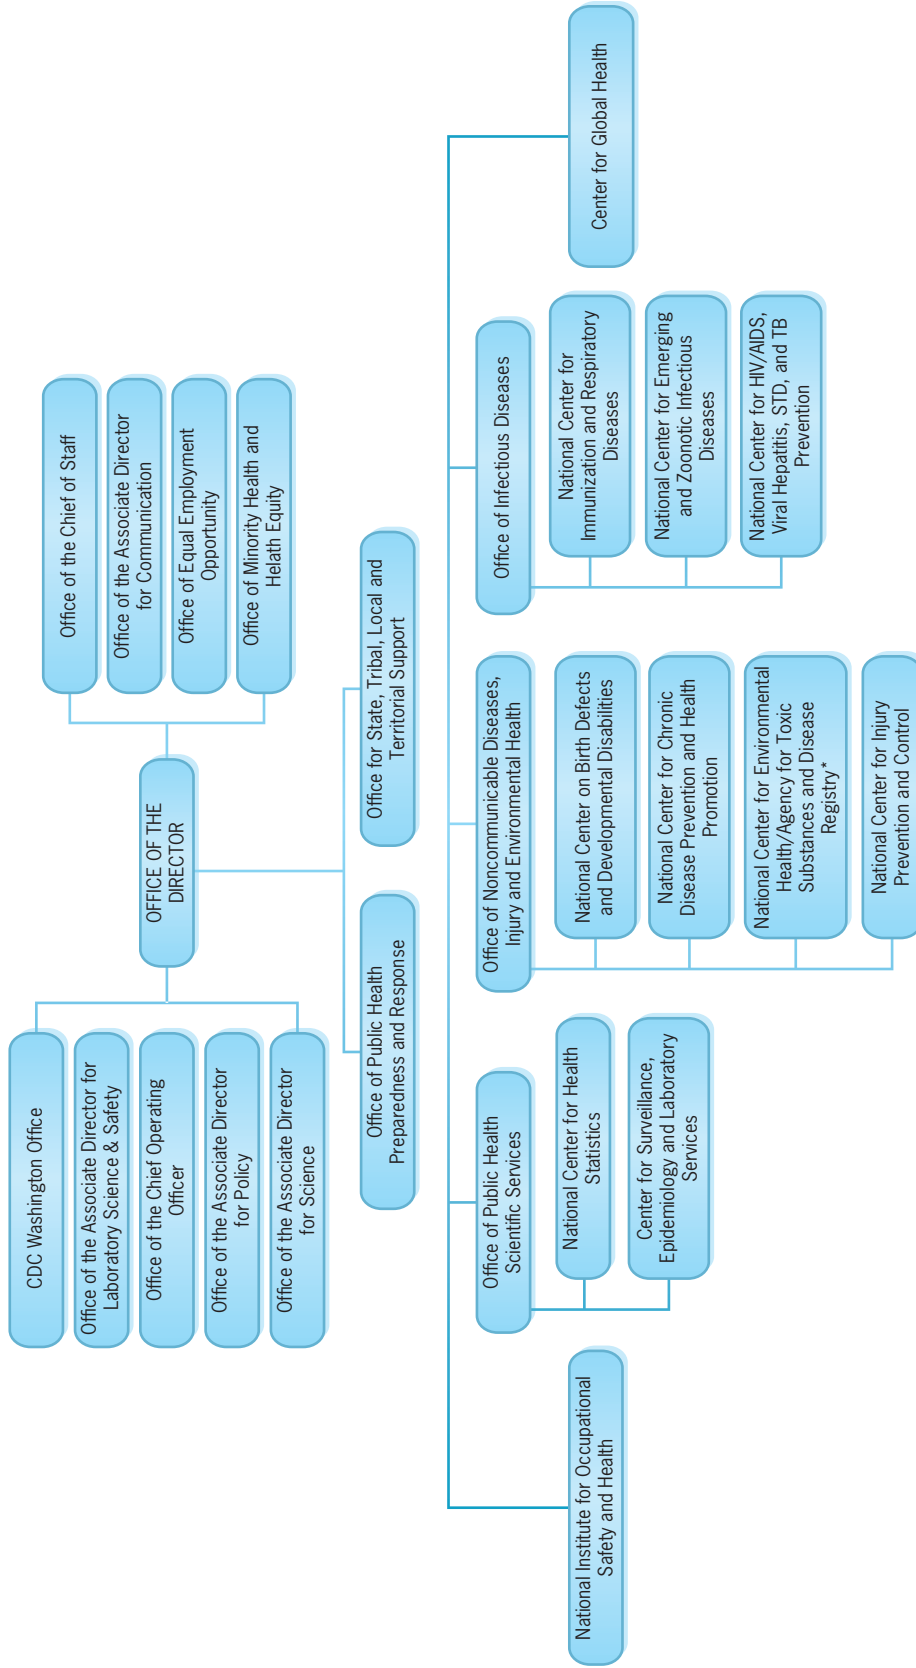 CDC Washington Office
Office of the Associate Director for
Laboratory Science & Safety
Office of the Chief Operating
Officer
Office of the Associate Director
for Policy
Office of the Associate Director
for Science
OFFICE OF THE
DIRECTOR
Office of the Chief of Staff
Office of the Associate Director
for Communication
Office of Equal Employment
Opportunity
Office of Minority Health and
Helath Equity
Office of Public Health
Preparedness and Response
Office for State, Tribal, Local and
Territorial Support
National Institute for Occupational
Safety and Health
Office of Public Health
Scientific Services
National Center for Health
Statistics
Center for Surveillance,
Epidemiology and Laboratory
Services
Office of Noncommunicable Diseases,
Injury and Environmental Health
National Center on Birth Defects
and Developmental Disabilities
National Center for Chronic
Disease Prevention and Health
Promotion
National Center for Environmental
Health/Agency for Toxic
Substances and Disease
Registry*
National Center for Injury
Prevention and Control
Office of Infectious Diseases
National Center for
Immunization and Respiratory
Diseases
National Center for Emerging
and Zoonotic Infectious
Diseases
National Center for HIV/AIDS,
Viral Hepatitis, STD, and TB
Prevention
Center for Global Health